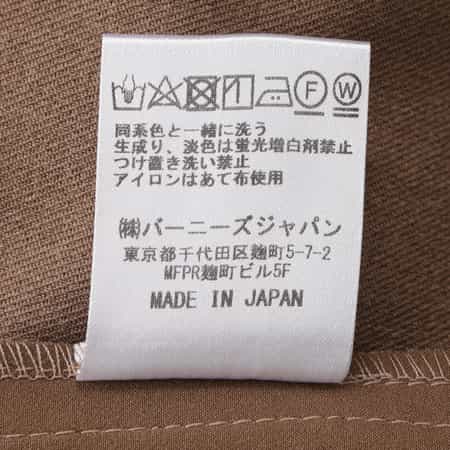 F W
同系色と一緒に洗う
生成り、淡色は蛍光増白剤禁止
つけ置き洗い禁止
アイロンはあて布使用
㈱バーニーズジャパン
東京都千代田区麹町5-7-2
MFPR麹町ビル5F
MADE IN JAPAN